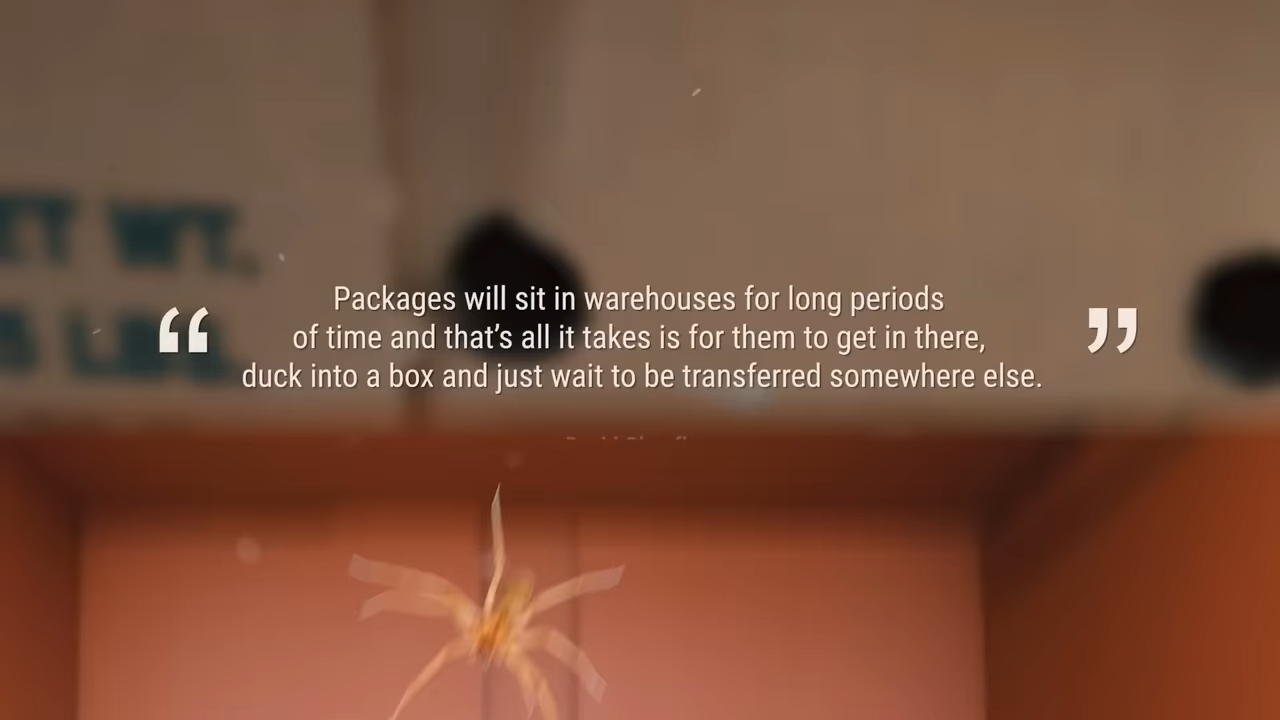 WT.
“ Packages will sit in warehouses for long periods
of time and that’s all it takes is for them to get in there,
duck into a box and just wait to be transferred somewhere else. ”